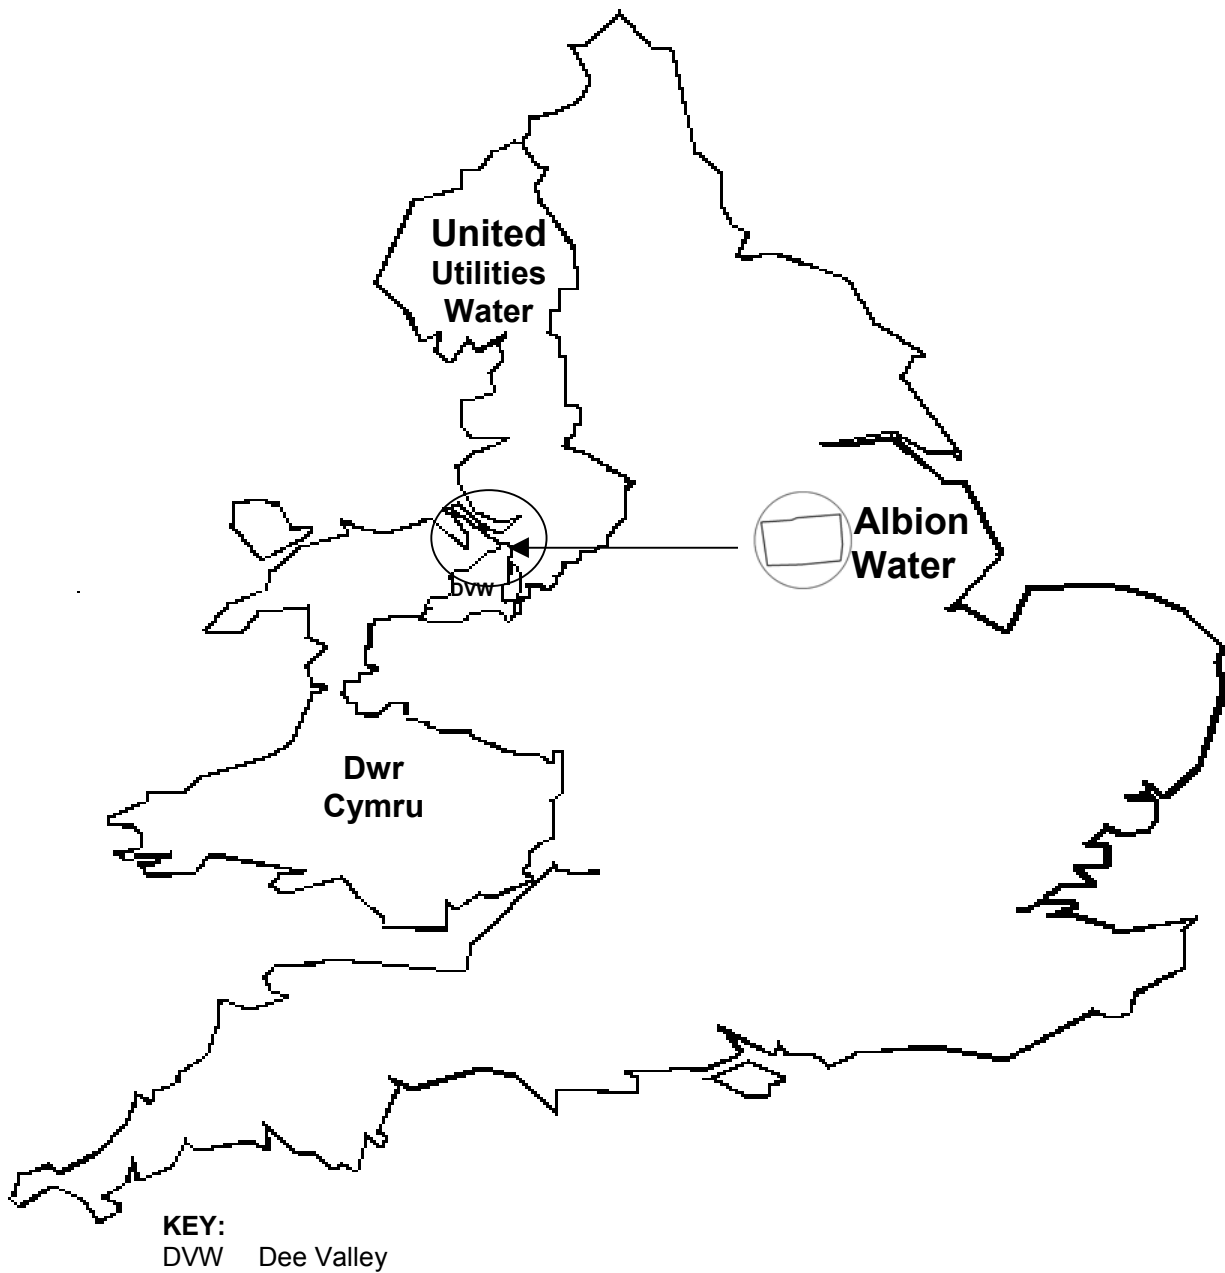 United
Utilities
Water
Albion
Water
DVW
Dwr
Cymru
KEY:
DVW Dee Valley